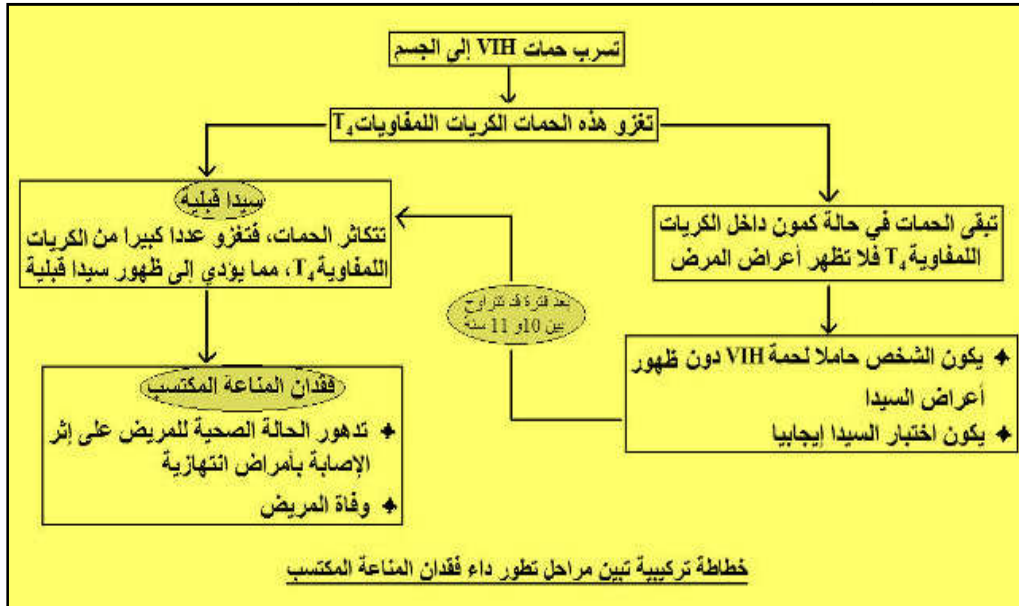 تسرب حمات VIH إلى الجسم
تغزو هذه الحمات الكريات اللمفاويات T4
تبقى الحمات في حالة كمون داخل الكريات
اللمفاوية T4 فلا تظهر أعراض المرض
✦ يكون الشخص حاملا لحمة VIH دون ظهور
أعراض السيدا
✦ يكون اختبار السيدا إيجابيا
بعد فترة قد تتراوح
بين 10 و 11 سنة
سيدا قبلية
تتكاثر الحمات، فتغزو عددا كبيرا من الكريات
اللمفاوية T4، مما يؤدي إلى ظهور سيدا قبلية
فقدان المناعة المكتسب
✦ تدهور الحالة الصحية للمريض على إثر
الإصابة بأمراض انتهازية
✦ وفاة المريض
خطاطة تركيبية تبين مراحل تطور داء فقدان المناعة المكتسب